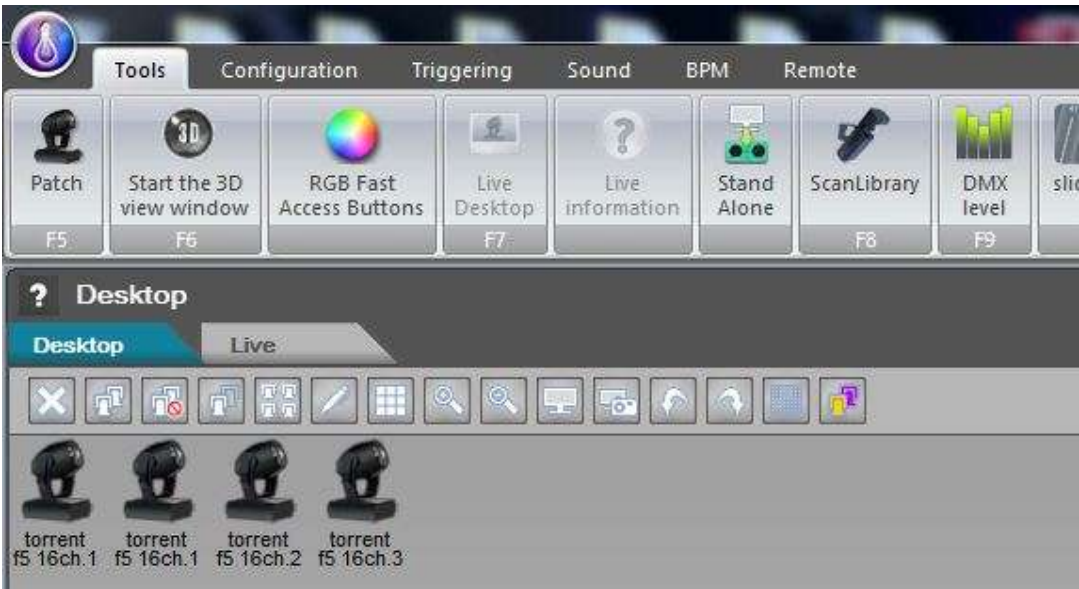 Tools Configuration Triggering Sound BPM Remote
3D
Patch Start the 3D RGB Fast Live Live Stand ScanLibrary DMX
view window Access Buttons Desktop information Alone level
F5 F6 F7 F8 F9
? Desktop
Desktop Live
torrent torrent torrent torrent
f5 16ch.1 f5 16ch.1 f5 16ch.2 f5 16ch.3